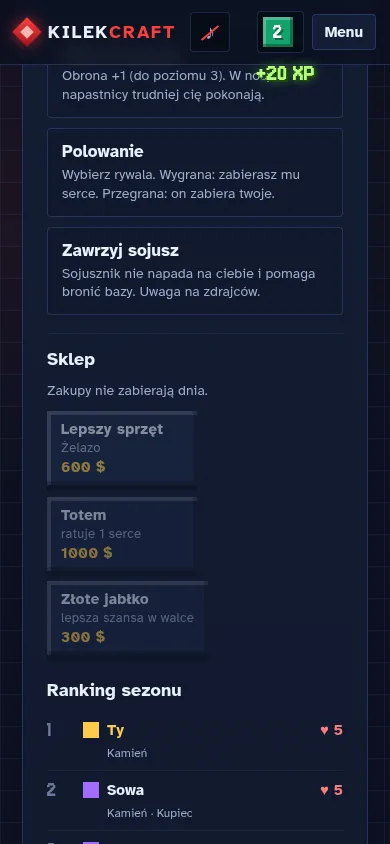 KILEKCRAFT
2
Menu
Obrona +1 (do poziomu 3). W nocy
+20 XP
napastnicy trudniej cię pokonają.
Polowanie
Wybierz rywala. Wygrana: zabierasz mu
serce. Przegrana: on zabiera twoje.
Zawrzyj sojusz
Sojusznik nie napada na ciebie i pomaga
bronić bazy. Uwaga na zdrajców.
Sklep
Zakupy nie zabierają dnia.
Lepszy sprzęt
Żelazo
600 $
Totem
ratuje 1 serce
1000 $
Złote jabłko
lepsza szansa w walce
300 $
Ranking sezonu
1
Ty
♥ 5
Kamień
2
Sowa
♥ 5
Kamień · Kupiec